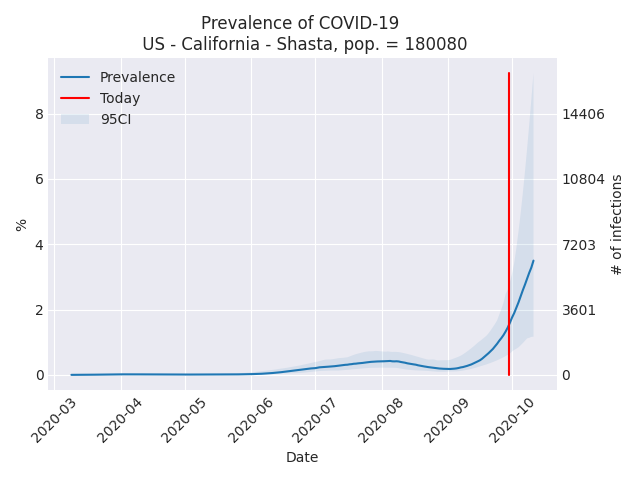 Prevalence of COVID-19
US - California - Shasta, pop. = 180080
Prevalence
Today
95CI
8
6
4
2
0
%
14406
10804
7203
3601
0
# of infections
2020-03
2020-04
2020-05
2020-06
2020-07
2020-08
2020-09
2020-10
Date